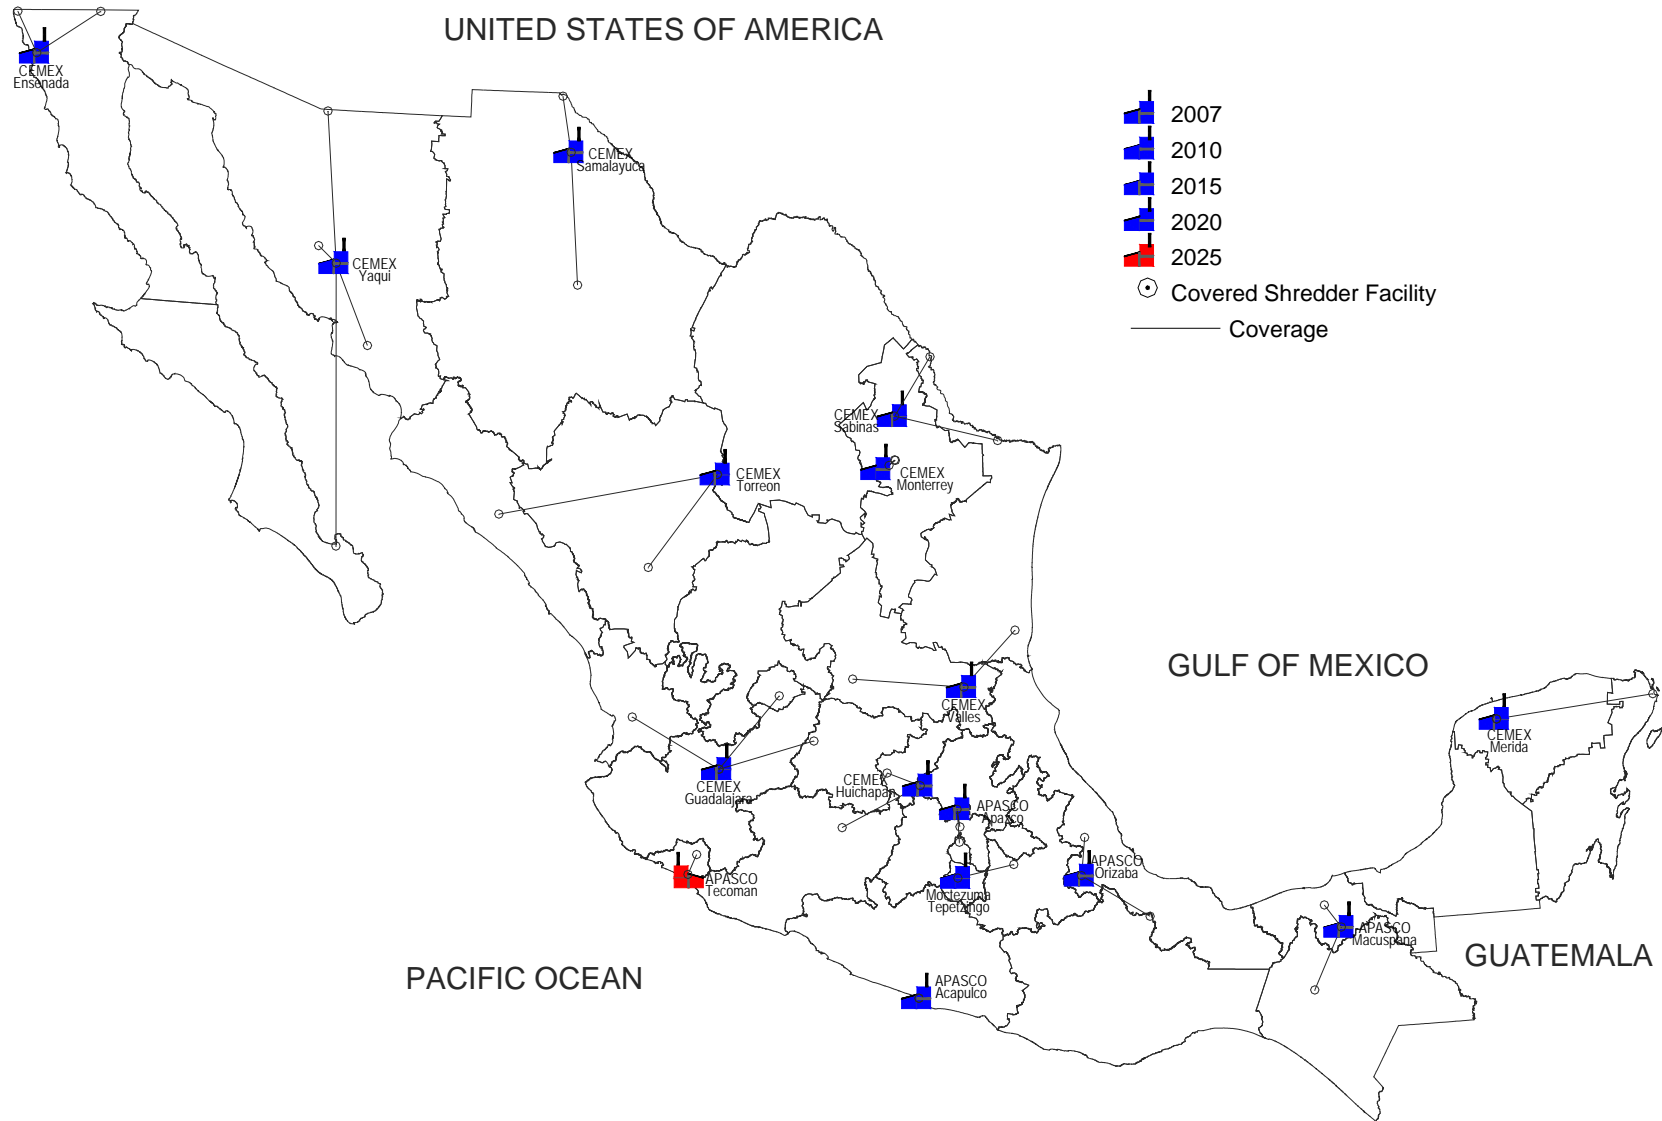 UNITED STATES OF AMERICA
CEMEX
Ensenada
2007
2010
2015
2020
2025
Covered Shredder Facility
Coverage
CEMEX
Samalayuca
CEMEX
Yaqui
CEMEX
Sabinas
CEMEX
Monterrey
CEMEX
Torreon
GULF OF MEXICO
CEMEX
Valles
CEMEX
Merida
CEMEX
Guadalajara
CEMEX
Huichapan
APASCO
Apaxco
APASCO
Tecoman
Moctezuma
Tepetzingo
APASCO
Orizaba
APASCO
Macuspana
GUATEMALA
PACIFIC OCEAN
APASCO
Acapulco